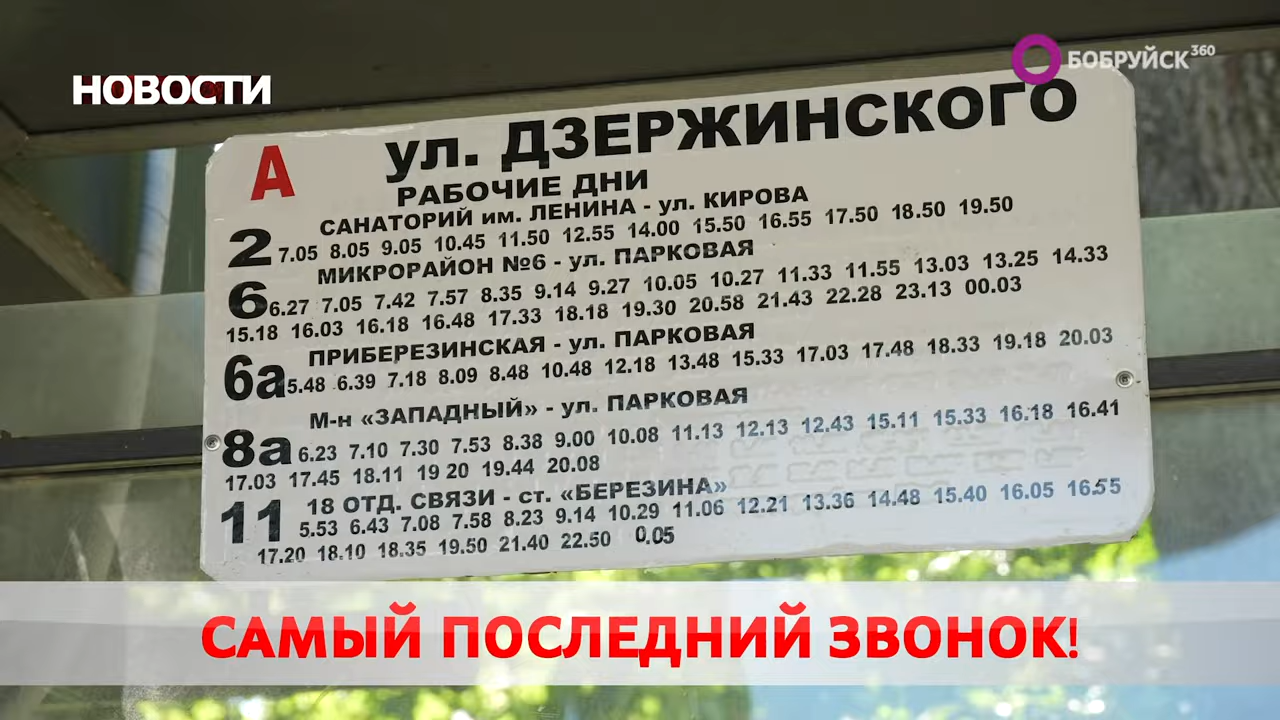 НОВОСТИ
БОБРУЙСК 360
А
ул. ДЗЕРЖИНСКОГО
РАБОЧИЕ ДНИ
САНАТОРИЙ им. ЛЕНИНА - ул. КИРОВА
2 7.05 8.05 9.05 10.45 11.50 12.55 14.00 15.50 16.55 17.50 18.50 19.50
МИКРОРАЙОН №6 - ул. ПАРКОВАЯ
6 6.27 7.05 7.42 7.57 8.35 9.14 9.27 10.05 10.27 11.33 11.55 13.03 13.25 14.33
15.18 16.03 16.18 16.48 17.33 18.18 19.30 20.58 21.43 22.28 23.13 00.03
ПРИБЕРЕЗИНСКАЯ - ул. ПАРКОВАЯ
6а 5.48 6.39 7.18 8.09 8.48 10.48 12.18 13.48 15.33 17.03 17.48 18.33 19.18 20.03
М-н «ЗАПАДНЫЙ» - ул. ПАРКОВАЯ
8а 6.23 7.10 7.30 7.53 8.38 9.00 10.08 11.13 12.13 12.43 15.11 15.33 16.18 16.41
17.03 17.45 18.11 19 20 19.44 20.08
18 ОТД. СВЯЗИ - ст. «БЕРЕЗИНА»
11 5.53 6.43 7.08 7.58 8.23 9.14 10.29 11.06 12.21 13.36 14.48 15.40 16.05 16.55
17.20 18.10 18.35 19.50 21.40 22.50 0.05
САМЫЙ ПОСЛЕДНИЙ ЗВОНОК!